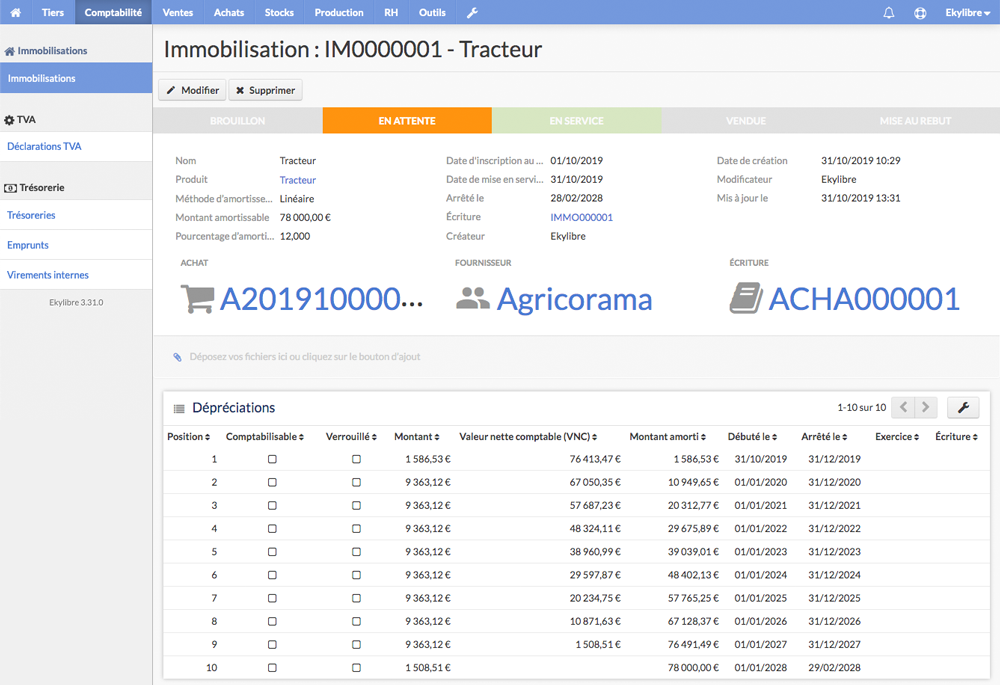 Tiers Comptabilité Ventes Achats Stocks Production RH Outils Ekylibre
Immobilisations
Immobilisations
TVA
Déclarations TVA
Trésorerie
Trésoreries
Emprunts
Virements internes
Ekylibre 3.31.0
Immobilisation : IM0000001 - Tracteur
Modifier Supprimer
BROUILLON EN ATTENTE EN SERVICE VENDUE MISE AU REBUT
Nom Tracteur Date d'inscription au ... 01/10/2019 Date de création 31/10/2019 10:29
Produit Tracteur Date de mise en servi... 31/10/2019 Modificateur Ekylibre
Méthode d'amortisse... Linéaire Arrêté le 28/02/2028 Mis à jour le 31/10/2019 13:31
Montant amortissable 78 000,00 € Écriture IMMO000001
Pourcentage d'amorti... 12,000 Créateur Ekylibre
ACHAT FOURNISSEUR ÉCRITURE
A201910000... Agricorama ACHA000001
Déposez vos fichiers ici ou cliquez sur le bouton d'ajout
Dépréciations 1-10 sur 10
Position Comptabilisable Verrouillé Montant Valeur nette comptable (VNC) Montant amorti Débuté le Arrêté le Exercice Écriture
1 1 586,53 € 76 413,47 € 1 586,53 € 31/10/2019 31/12/2019
2 9 363,12 € 67 050,35 € 10 949,65 € 01/01/2020 31/12/2020
3 9 363,12 € 57 687,23 € 20 312,77 € 01/01/2021 31/12/2021
4 9 363,12 € 48 324,11 € 29 675,89 € 01/01/2022 31/12/2022
5 9 363,12 € 38 960,99 € 39 039,01 € 01/01/2023 31/12/2023
6 9 363,12 € 29 597,87 € 48 402,13 € 01/01/2024 31/12/2024
7 9 363,12 € 20 234,75 € 57 765,25 € 01/01/2025 31/12/2025
8 9 363,12 € 10 871,63 € 67 128,37 € 01/01/2026 31/12/2026
9 9 363,12 € 1 508,51 € 76 491,49 € 01/01/2027 31/12/2027
10 1 508,51 € 78 000,00 € 01/01/2028 29/02/2028